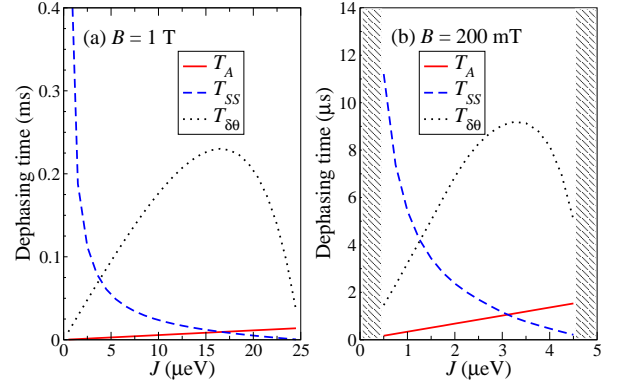 (a) B = 1 T
T_A
T_SS
T_δθ
Dephasing time (ms)
0.4
0.3
0.2
0.1
0
0 5 10 15 20 25
J (μeV)
(b) B = 200 mT
T_A
T_SS
T_δθ
Dephasing time (μs)
14
12
10
8
6
4
2
0
0 1 2 3 4 5
J (μeV)